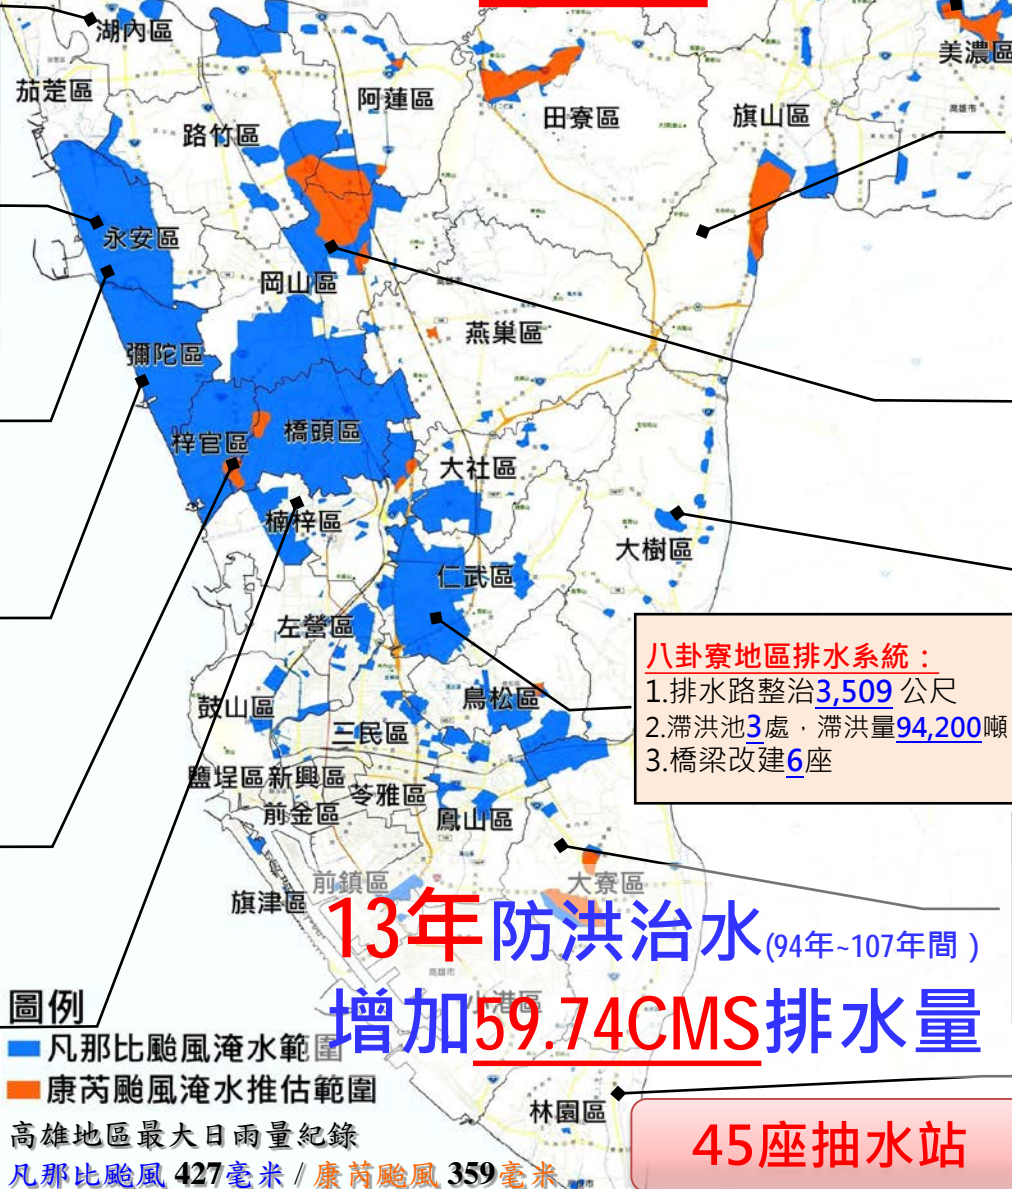 湖內區
美濃區
茄萣區
阿蓮區
田寮區
旗山區
路竹區
永安區
岡山區
燕巢區
彌陀區
梓官區
橋頭區
大社區
楠梓區
大樹區
仁武區
左營區
八卦寮地區排水系統：
1.排水路整治3,509公尺
2.滯洪池3處，滯洪量94,200噸
3.橋梁改建6座
鼓山區
鳥松區
三民區
鹽埕區
新興區
苓雅區
前金區
鳳山區
前鎮區
大寮區
旗津區
13年防洪治水(94年~107年間)
小港區
增加59.74CMS排水量
圖例
凡那比颱風淹水範圍
康芮颱風淹水推估範圍
林園區
高雄地區最大日雨量紀錄
凡那比颱風 427毫米 / 康芮颱風 359毫米
45座抽水站